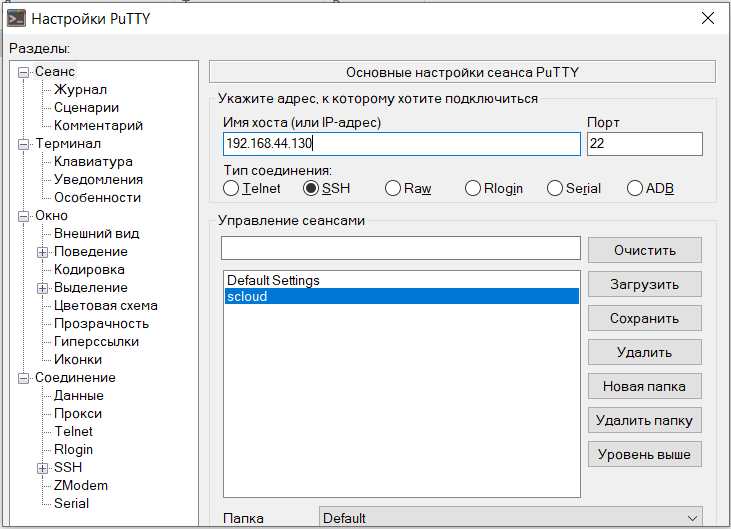 Настройки PuTTY
Разделы:
Сеанс
Журнал
Сценарии
Комментарий
Терминал
Клавиатура
Уведомления
Особенности
Окно
Внешний вид
Поведение
Кодировка
Выделение
Цветовая схема
Прозрачность
Гиперссылки
Иконки
Соединение
Данные
Прокси
Telnet
Rlogin
SSH
ZModem
Serial
Основные настройки сеанса PuTTY
Укажите адрес, к которому хотите подключиться
Имя хоста (или IP-адрес) Порт
192.168.44.130 22
Тип соединения:
Telnet SSH Raw Rlogin Serial ADB
Управление сеансами
Default Settings
scloud
Очистить
Загрузить
Сохранить
Удалить
Новая папка
Удалить папку
Уровень выше
Папка Default